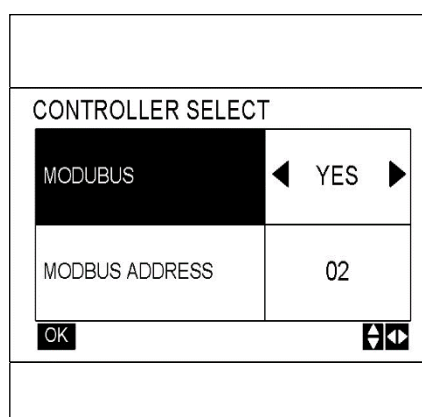 CONTROLLER SELECT
MODUBUS YES
MODBUS ADDRESS 02
OK